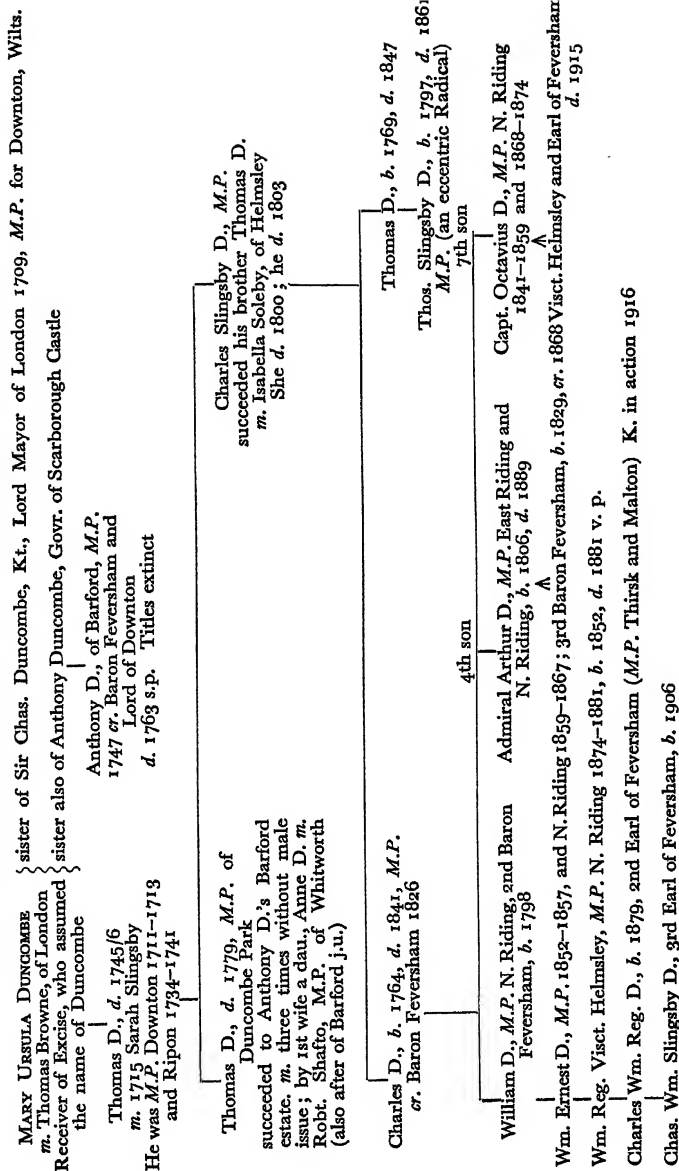 MARY URSULA DUNCOMBE
m. Thomas Browne, of London
Receiver of Excise, who assumed
the name of Duncombe
sister of Sir Chas. Duncombe, Kt., Lord Mayor of London 1709, M.P. for Downton, Wilts.
sister also of Anthony Duncombe, Govr. of Scarborough Castle
Anthony D., of Barford, M.P.
1747 cr. Baron Feversham and
Lord of Downton
d. 1763 s.p. Titles extinct
Thomas D., d. 1745/6
m. 1715 Sarah Slingsby
He was M.P. Downton 1711–1713
and Ripon 1734–1741
Thomas D., d. 1779, M.P. of
Duncombe Park
succeeded to Anthony D.'s Barford
estate. m. three times without male
issue; by 1st wife a dau., Anne D. m.
Robt. Shafto, M.P. of Whitworth
(also after of Barford j.u.)
Charles Slingsby D., M.P.
succeeded his brother Thomas D.
m. Isabella Soleby, of Helmsley
She d. 1800; he d. 1803
Charles D., b. 1764, d. 1841, M.P.
cr. Baron Feversham 1826
Thomas D., b. 1769, d. 1847
Thos. Slingsby D., b. 1797, d. 1861
M.P. (an eccentric Radical)
4th son
7th son
William D., M.P. N. Riding, 2nd Baron
Feversham, b. 1798
Admiral Arthur D., M.P. East Riding and
N. Riding, b. 1806, d. 1889
Capt. Octavius D., M.P. N. Riding
1841–1859 and 1868–1874
Wm. Ernest D., M.P. 1852–1857, and N. Riding 1859–1867; 3rd Baron Feversham, b. 1829, cr. 1868 Visct. Helmsley and Earl of Feversham
d. 1915
Wm. Reg. Visct. Helmsley, M.P. N. Riding 1874–1881, b. 1852, d. 1881 v. p.
Charles Wm. Reg. D., b. 1879, 2nd Earl of Feversham (M.P. Thirsk and Malton) K. in action 1916
Chas. Wm. Slingsby D., 3rd Earl of Feversham, b. 1906